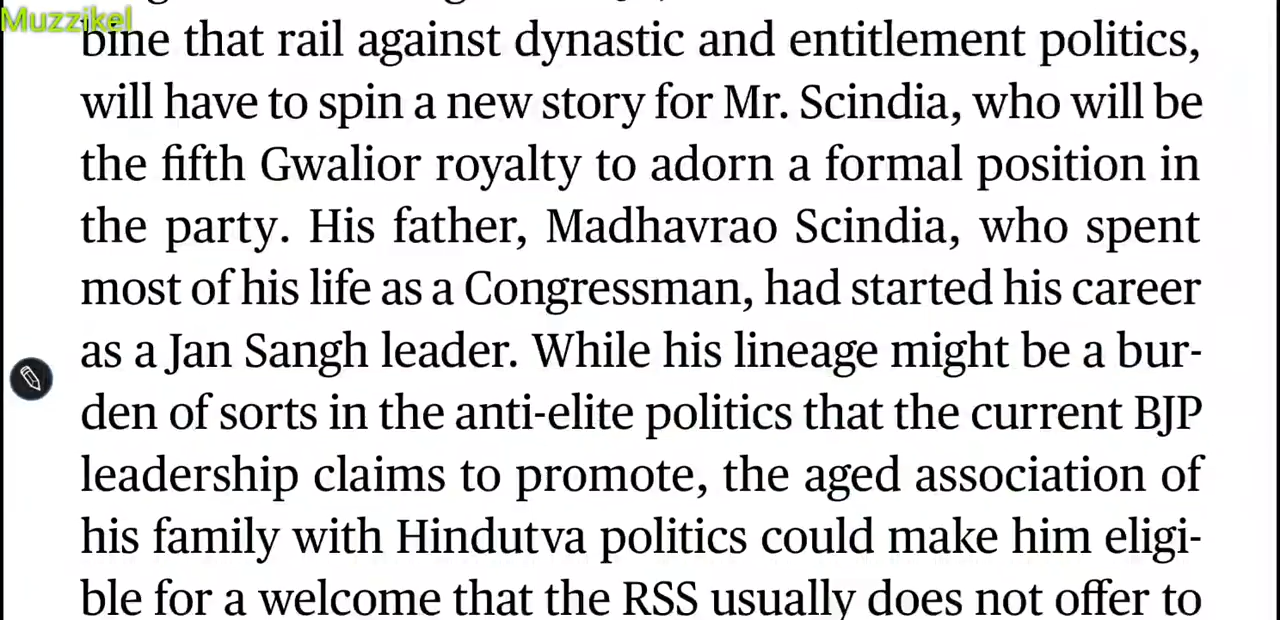 Muzzikel
bine that rail against dynastic and entitlement politics,
will have to spin a new story for Mr. Scindia, who will be
the fifth Gwalior royalty to adorn a formal position in
the party. His father, Madhavrao Scindia, who spent
most of his life as a Congressman, had started his career
as a Jan Sangh leader. While his lineage might be a bur-
den of sorts in the anti-elite politics that the current BJP
leadership claims to promote, the aged association of
his family with Hindutva politics could make him eligi-
ble for a welcome that the RSS usually does not offer to